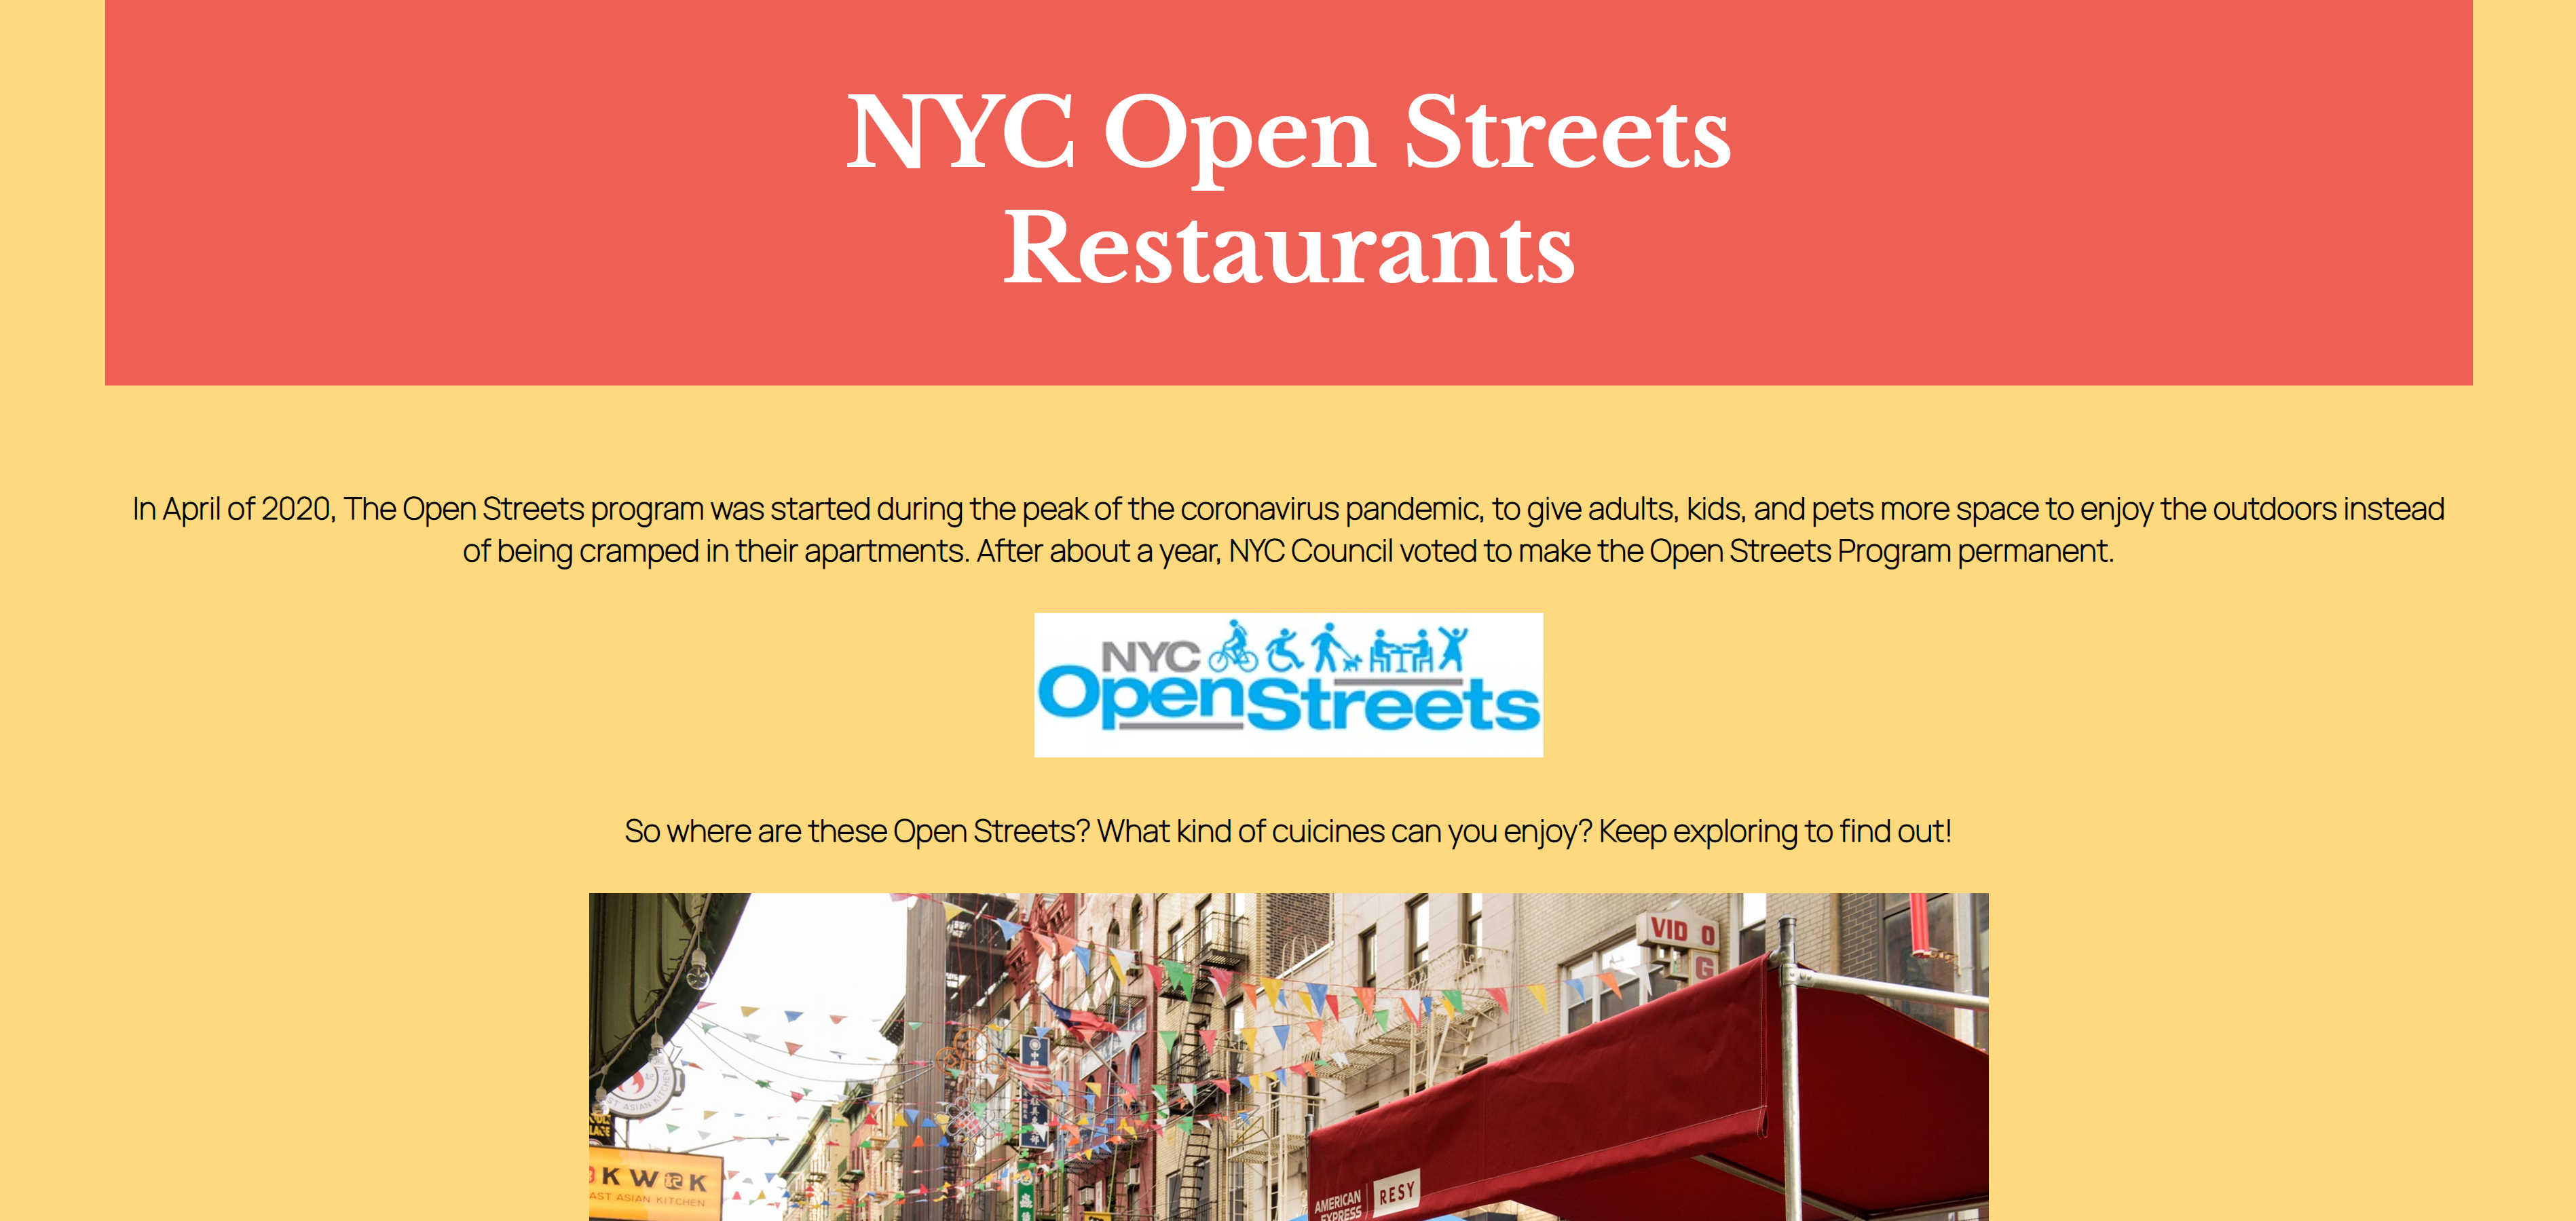 NYC Open Streets
Restaurants
In April of 2020, The Open Streets program was started during the peak of the coronavirus pandemic, to give adults, kids, and pets more space to enjoy the outdoors instead
of being cramped in their apartments. After about a year, NYC Council voted to make the Open Streets Program permanent.
NYC
OpenStreets
So where are these Open Streets? What kind of cuicines can you enjoy? Keep exploring to find out!
VID O
G
ASIAN KITCHEN
K WOK
AST ASIAN KITCHEN
AMERICAN
EXPRESS
RESY